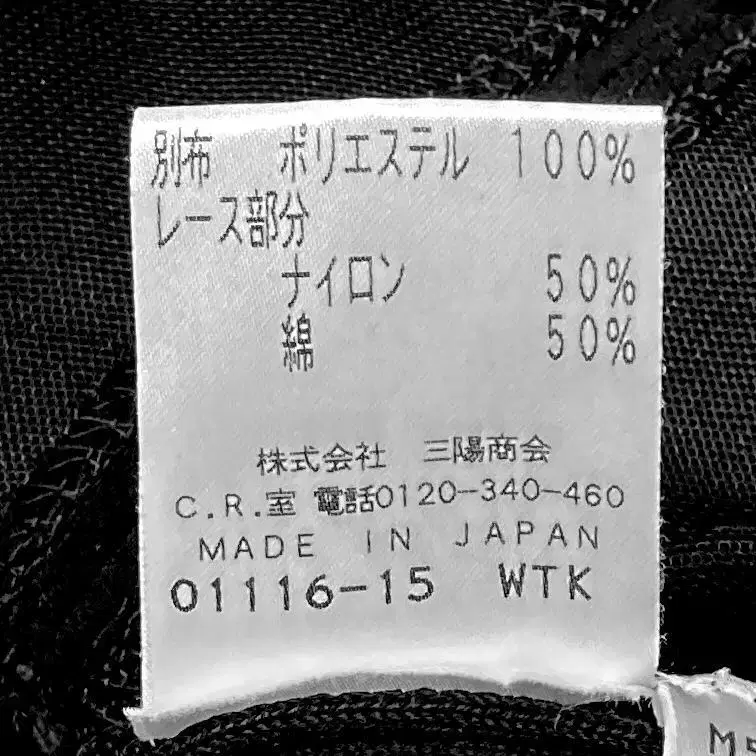 別布 ポリエステル 100%
レース部分
ナイロン 50%
綿 50%
株式会社 三陽商会
C.R.室 電話0120-340-460
MADE IN JAPAN
01116-15 WTK